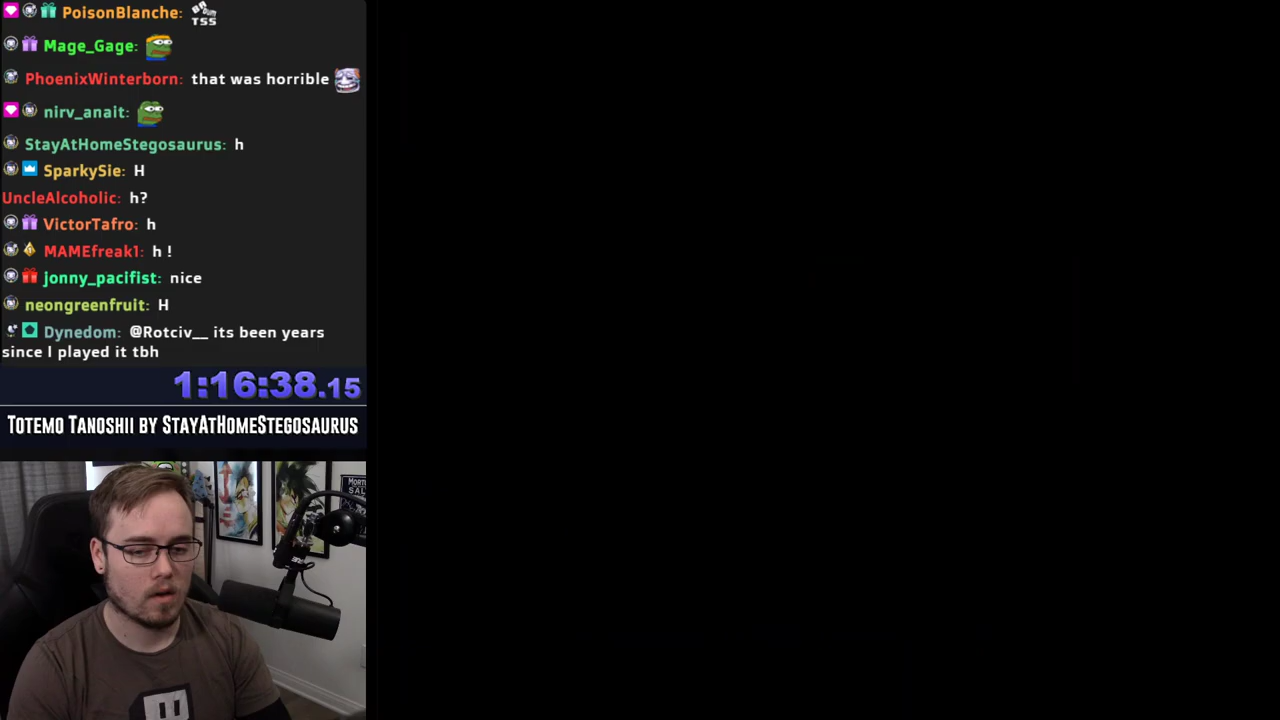 PoisonBlanche: TSS
Mage_Gage:
PhoenixWinterborn: that was horrible
nirv_anait:
StayAtHomeStegosaurus: h
SparkySie: H
UncleAlcoholic: h?
VictorTafro: h
MAMEfreak1: h !
jonny_pacifist: nice
neongreenfruit: H
Dynedom: @Rotciv__ its been years
since I played it tbh
1:16:38.15
Totemo Tanoshii by StayAtHomeStegosaurus